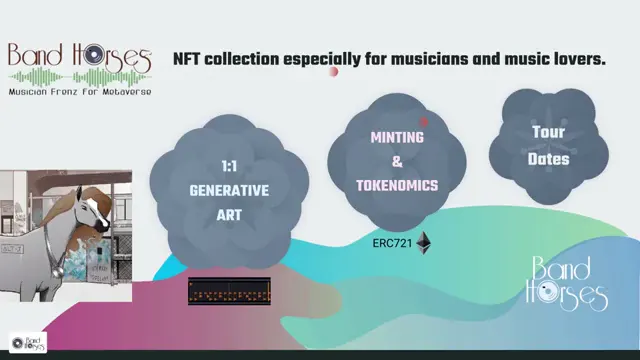 Band Horses
Musician Frenz For Metaverse
NFT collection especially for musicians and music lovers.
1:1
GENERATIVE
ART
MINTING
&
TOKENOMICS
Tour
Dates
ERC721
Band
Horses
Band
Horses